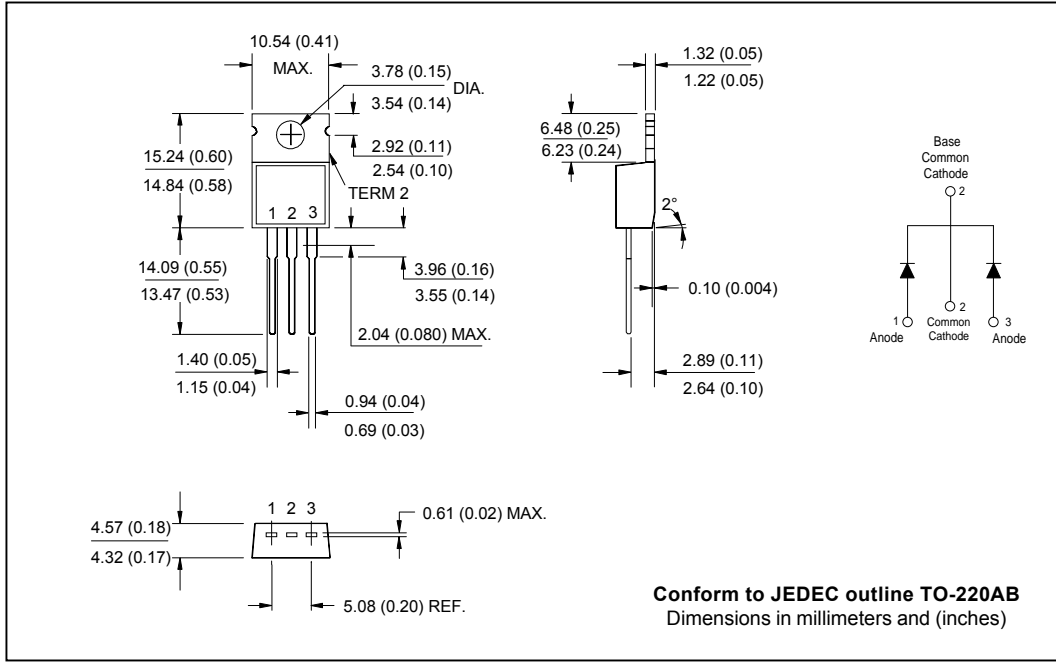 10.54 (0.41)
MAX.
3.78 (0.15)
3.54 (0.14)
DIA.
15.24 (0.60)
14.84 (0.58)
2.92 (0.11)
2.54 (0.10)
TERM 2
1 2 3
14.09 (0.55)
13.47 (0.53)
3.96 (0.16)
3.55 (0.14)
2.04 (0.080) MAX.
1.40 (0.05)
1.15 (0.04)
0.94 (0.04)
0.69 (0.03)
1.32 (0.05)
1.22 (0.05)
6.48 (0.25)
6.23 (0.24)
2°
0.10 (0.004)
2.89 (0.11)
2.64 (0.10)
Base
Common
Cathode
2
1
Anode
2
Common
Cathode
3
Anode
1 2 3
4.57 (0.18)
4.32 (0.17)
0.61 (0.02) MAX.
5.08 (0.20) REF.
Conform to JEDEC outline TO-220AB
Dimensions in millimeters and (inches)